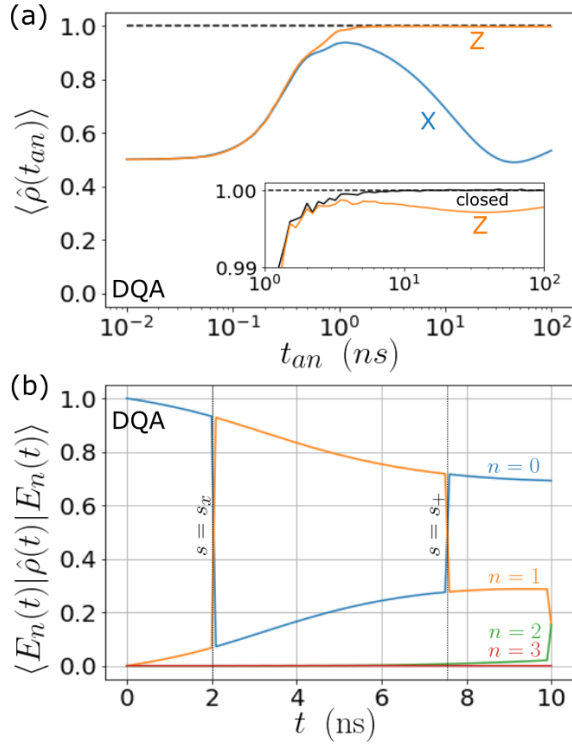 (a)
1.0
0.8
0.6
0.4
0.2
0.0
⟨ρ̂(t_an)⟩
Z
X
1.00
0.99
closed
Z
10^0
10^1
10^2
DQA
10^-2
10^-1
10^0
10^1
10^2
t_an (ns)
(b)
1.0
0.8
0.6
0.4
0.2
0.0
⟨E_n(t)|ρ̂(t)|E_n(t)⟩
DQA
s = s_x
s = s_+
n = 0
n = 1
n = 2
n = 3
0
2
4
6
8
10
t (ns)